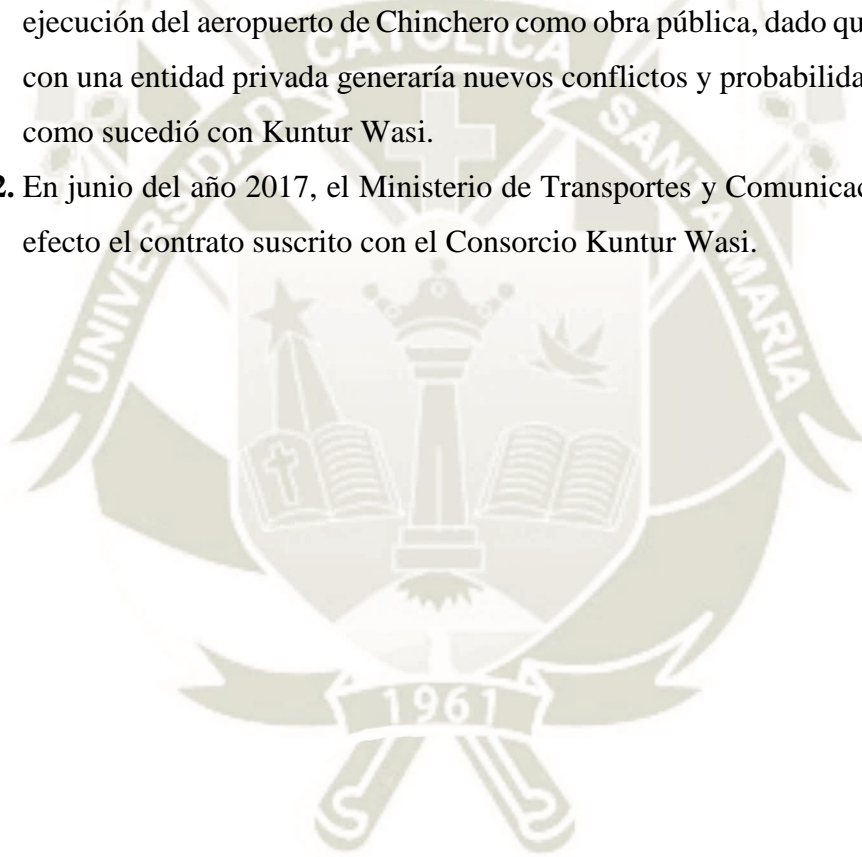 ejecución del aeropuerto de Chinchero como obra pública, dado qu
con una entidad privada generaría nuevos conflictos y probabilida
como sucedió con Kuntur Wasi.
2. En junio del año 2017, el Ministerio de Transportes y Comunicac
efecto el contrato suscrito con el Consorcio Kuntur Wasi.
UNIVERSIDAD CATOLICA SANTA MARIA
1961